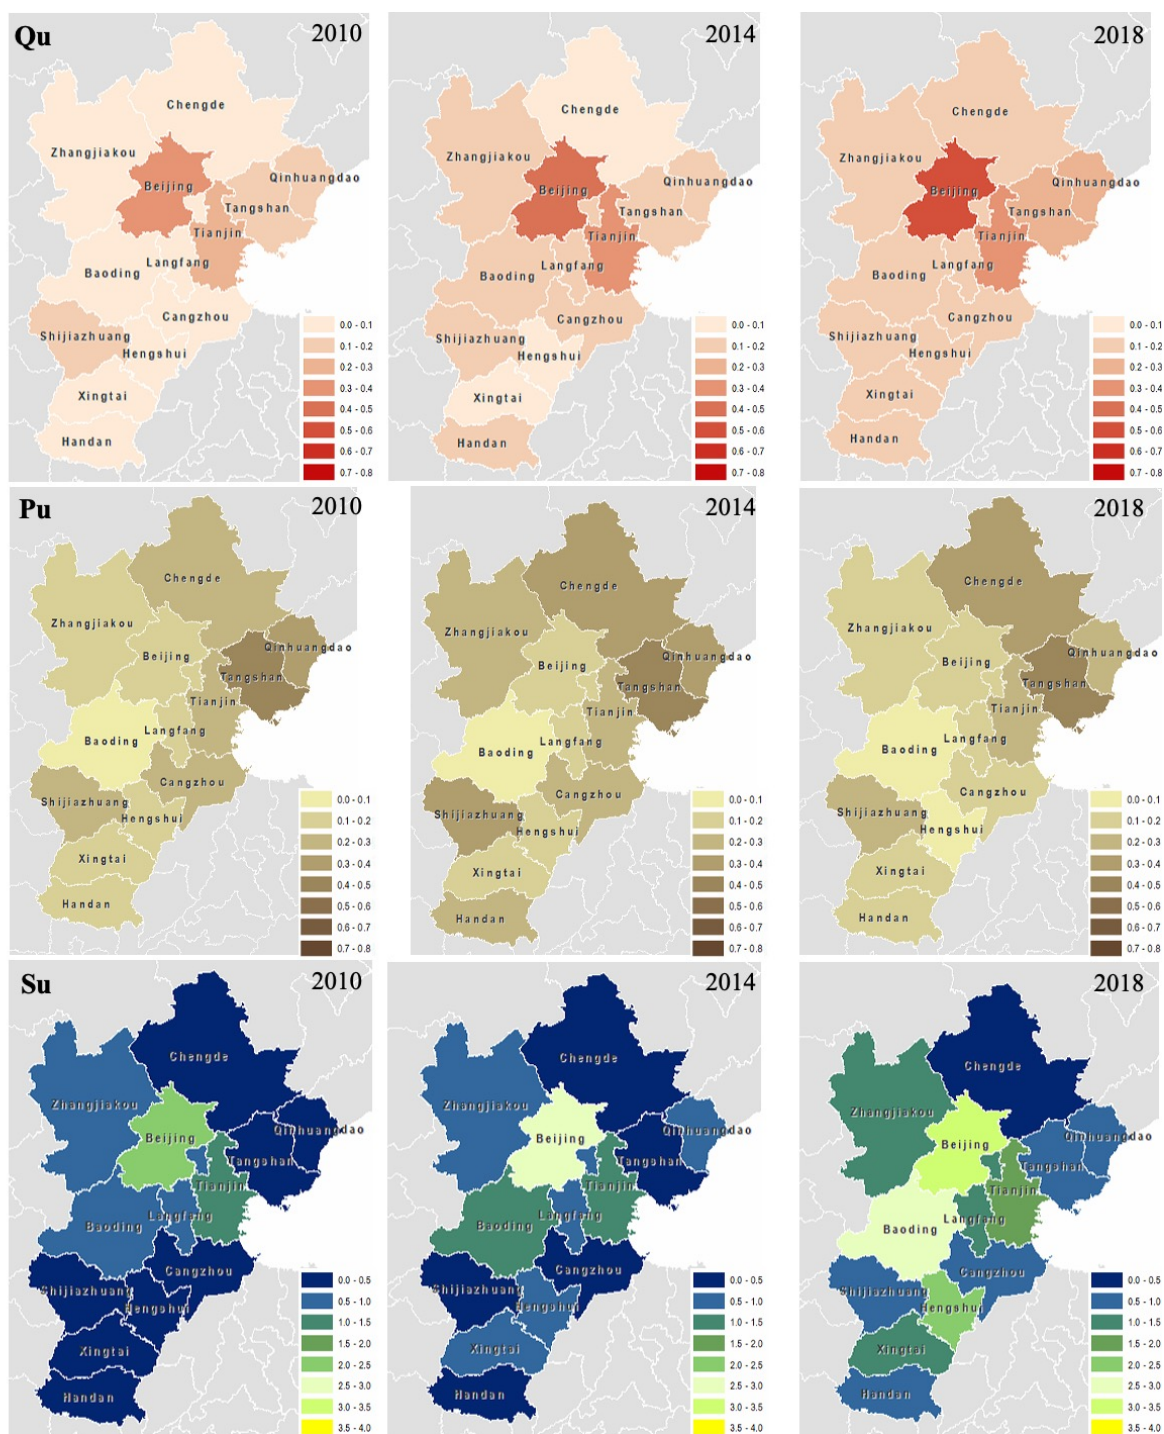 Qu
2010
Chengde
Zhangjiakou
Beijing
Qinhuangdao
Tangshan
Tianjin
Langfang
Baoding
Cangzhou
Shijiazhuang
Hengshui
Xingtai
Handan
0.0 - 0.1
0.1 - 0.2
0.2 - 0.3
0.3 - 0.4
0.4 - 0.5
0.5 - 0.6
0.6 - 0.7
0.7 - 0.8
2014
Chengde
Zhangjiakou
Beijing
Qinhuangdao
Tangshan
Tianjin
Langfang
Baoding
Cangzhou
Shijiazhuang
Hengshui
Xingtai
Handan
0.0 - 0.1
0.1 - 0.2
0.2 - 0.3
0.3 - 0.4
0.4 - 0.5
0.5 - 0.6
0.6 - 0.7
0.7 - 0.8
2018
Chengde
Zhangjiakou
Beijing
Qinhuangdao
Tangshan
Tianjin
Langfang
Baoding
Cangzhou
Shijiazhuang
Hengshui
Xingtai
Handan
0.0 - 0.1
0.1 - 0.2
0.2 - 0.3
0.3 - 0.4
0.4 - 0.5
0.5 - 0.6
0.6 - 0.7
0.7 - 0.8
Pu
2010
Chengde
Zhangjiakou
Qinhuangdao
Beijing
Tangshan
Tianjin
Langfang
Baoding
Cangzhou
Shijiazhuang
Hengshui
Xingtai
Handan
0.0 - 0.1
0.1 - 0.2
0.2 - 0.3
0.3 - 0.4
0.4 - 0.5
0.5 - 0.6
0.6 - 0.7
0.7 - 0.8
2014
Chengde
Zhangjiakou
Qinhuangdao
Beijing
Tangshan
Tianjin
Langfang
Baoding
Cangzhou
Shijiazhuang
Hengshui
Xingtai
Handan
0.0 - 0.1
0.1 - 0.2
0.2 - 0.3
0.3 - 0.4
0.4 - 0.5
0.5 - 0.6
0.6 - 0.7
0.7 - 0.8
2018
Chengde
Zhangjiakou
Qinhuangdao
Beijing
Tangshan
Tianjin
Langfang
Baoding
Cangzhou
Shijiazhuang
Hengshui
Xingtai
Handan
0.0 - 0.1
0.1 - 0.2
0.2 - 0.3
0.3 - 0.4
0.4 - 0.5
0.5 - 0.6
0.6 - 0.7
0.7 - 0.8
Su
2010
Chengde
Zhangjiakou
Qinhuangdao
Beijing
Tangshan
Tianjin
Langfang
Baoding
Cangzhou
Shijiazhuang
Hengshui
Xingtai
Handan
0.0 - 0.5
0.5 - 1.0
1.0 - 1.5
1.5 - 2.0
2.0 - 2.5
2.5 - 3.0
3.0 - 3.5
3.5 - 4.0
2014
Chengde
Zhangjiakou
Qinhuangdao
Beijing
Tangshan
Tianjin
Langfang
Baoding
Cangzhou
Shijiazhuang
Hengshui
Xingtai
Handan
0.0 - 0.5
0.5 - 1.0
1.0 - 1.5
1.5 - 2.0
2.0 - 2.5
2.5 - 3.0
3.0 - 3.5
3.5 - 4.0
2018
Chengde
Zhangjiakou
Qinhuangdao
Beijing
Tangshan
Tianjin
Langfang
Baoding
Cangzhou
Shijiazhuang
Hengshui
Xingtai
Handan
0.0 - 0.5
0.5 - 1.0
1.0 - 1.5
1.5 - 2.0
2.0 - 2.5
2.5 - 3.0
3.0 - 3.5
3.5 - 4.0